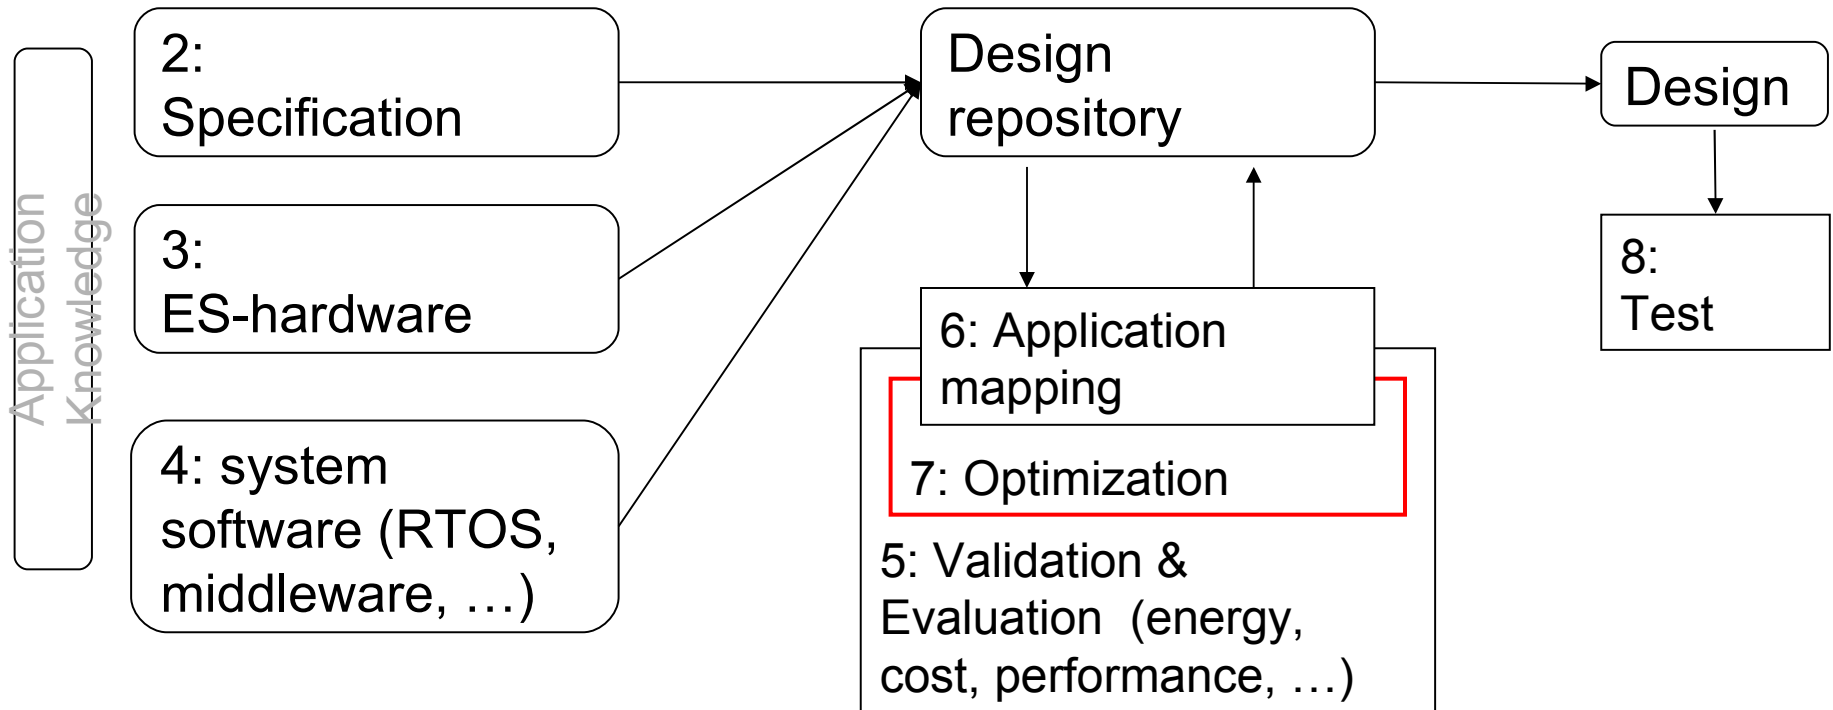 Application
Knowledge
2:
Specification
3:
ES-hardware
4: system
software (RTOS,
middleware, …)
Design
repository
6: Application
mapping
7: Optimization
5: Validation &
Evaluation  (energy,
cost, performance, …)
Design
8:
Test